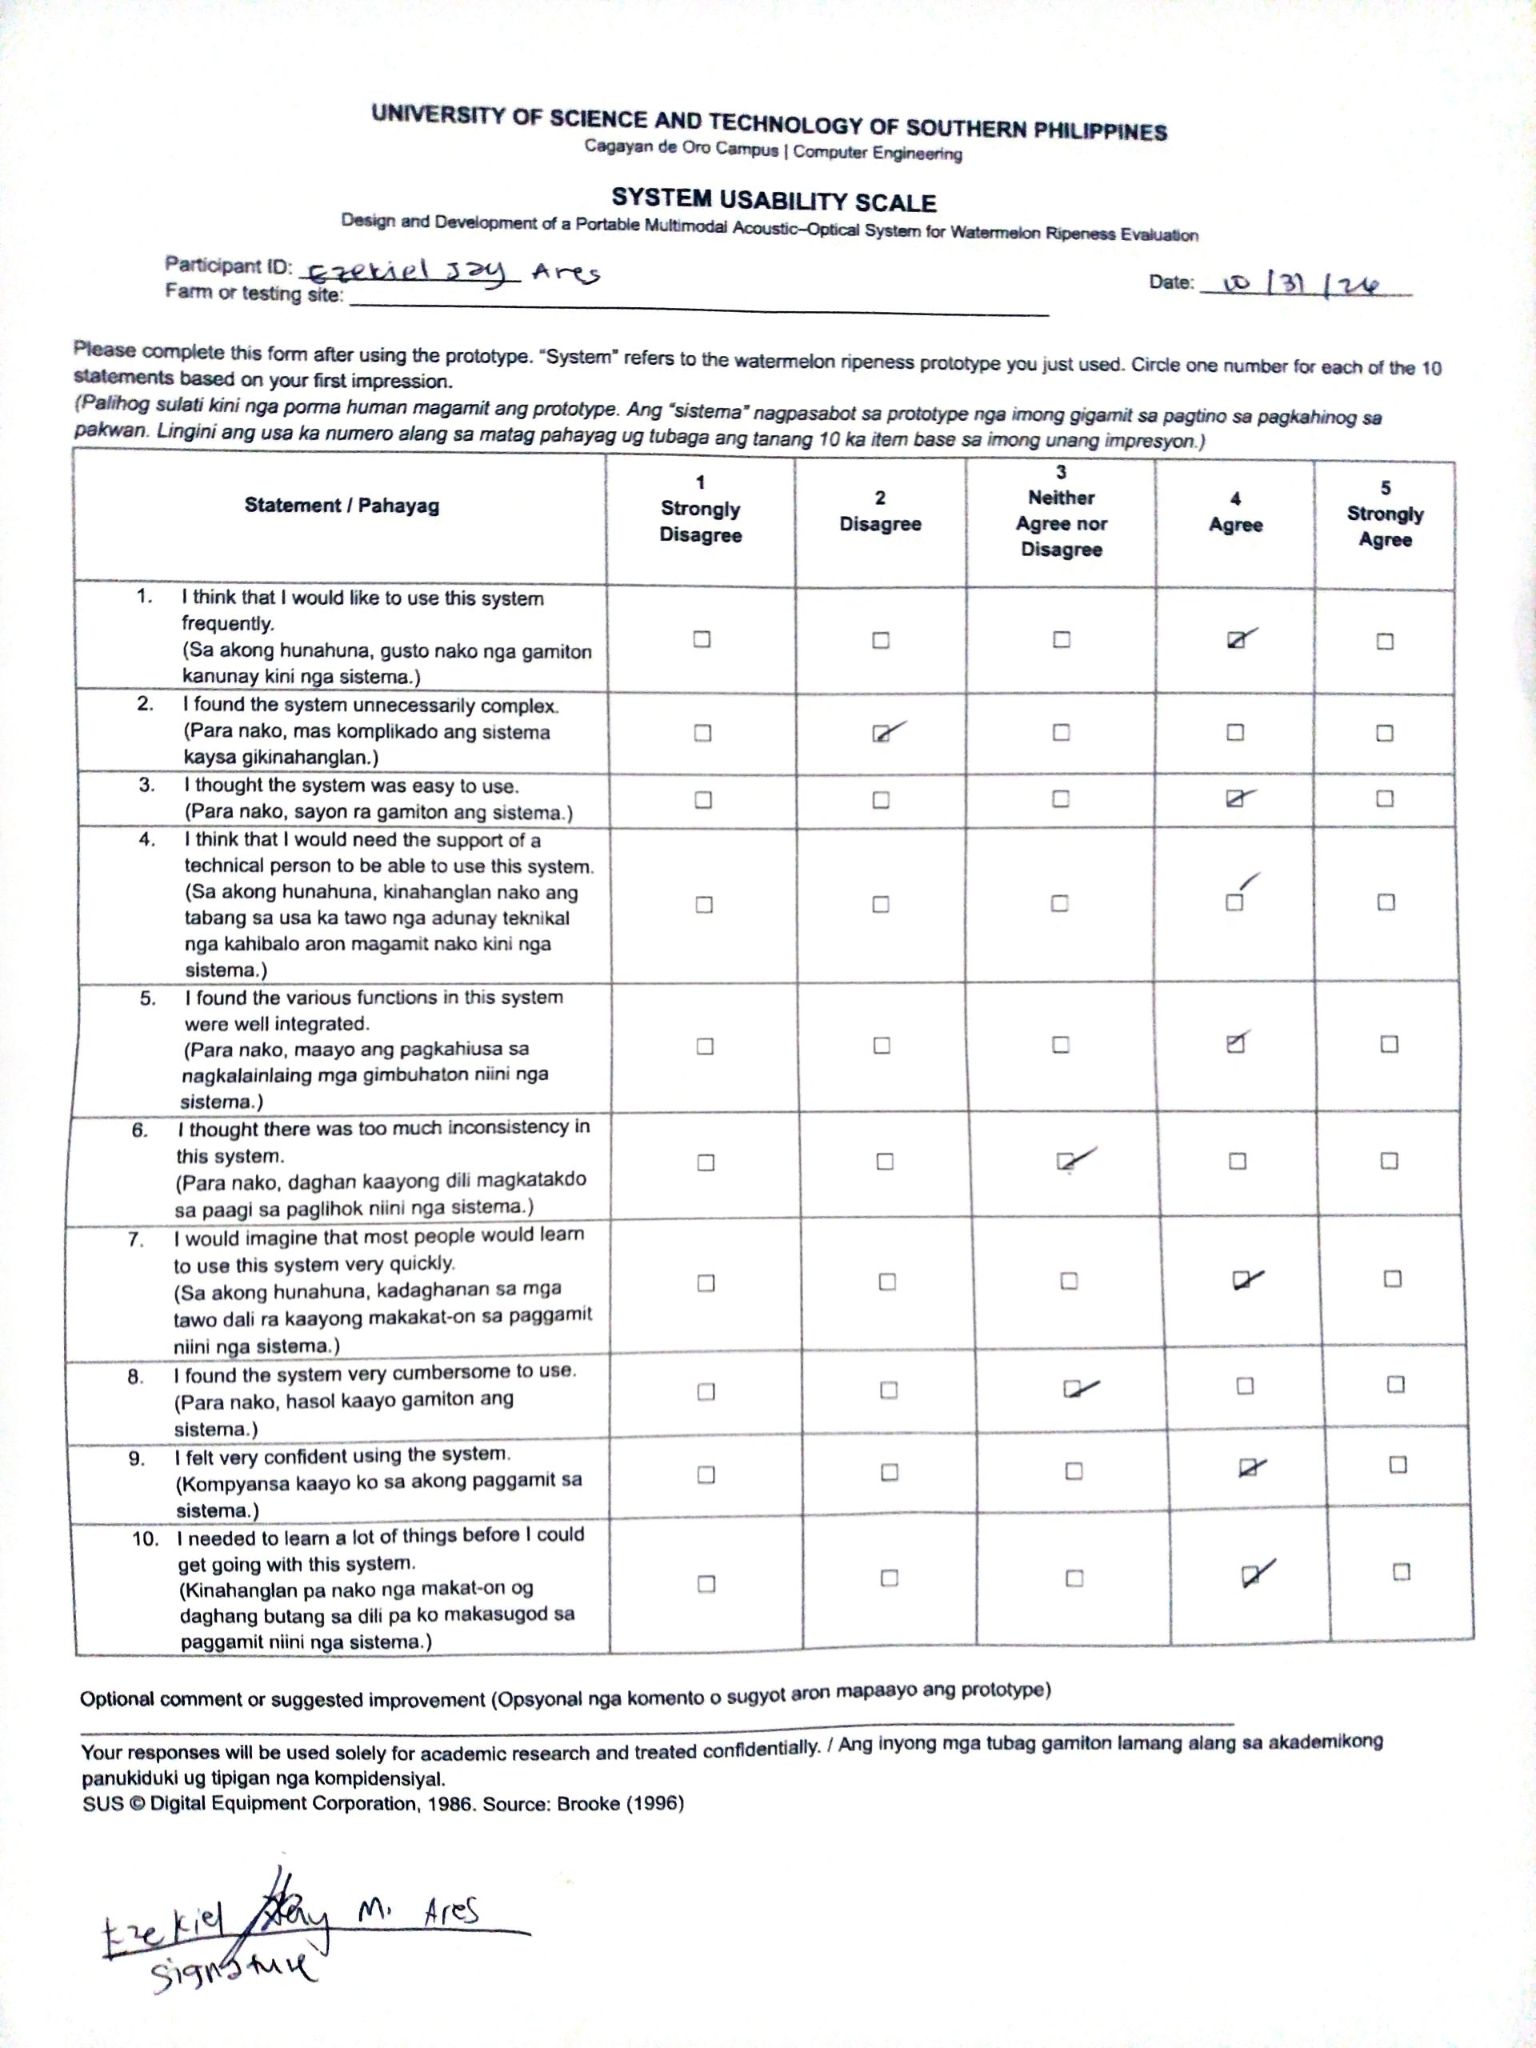 UNIVERSITY OF SCIENCE AND TECHNOLOGY OF SOUTHERN PHILIPPINES
Cagayan de Oro Campus | Computer Engineering
SYSTEM USABILITY SCALE
Design and Development of a Portable Multimodal Acoustic–Optical System for Watermelon Ripeness Evaluation
Participant ID: Ezekiel Jay Ares
Date: 10/31/26
Farm or testing site:
Please complete this form after using the prototype. “System” refers to the watermelon ripeness prototype you just used. Circle one number for each of the 10
statements based on your first impression.
(Palihog sulati kini nga porma human magamit ang prototype. Ang “sistema” nagpasabot sa prototype nga imong gigamit sa pagtino sa pagkahinog sa
pakwan. Lingini ang usa ka numero alang sa matag pahayag ug tubaga ang tanang 10 ka item base sa imong unang impresyon.)
Statement / Pahayag
1
Strongly
Disagree
2
Disagree
3
Neither
Agree nor
Disagree
4
Agree
5
Strongly
Agree
1. I think that I would like to use this system
frequently.
(Sa akong hunahuna, gusto nako nga gamiton
kanunay kini nga sistema.)
2. I found the system unnecessarily complex.
(Para nako, mas komplikado ang sistema
kaysa gikinahanglan.)
3. I thought the system was easy to use.
(Para nako, sayon ra gamiton ang sistema.)
4. I think that I would need the support of a
technical person to be able to use this system.
(Sa akong hunahuna, kinahanglan nako ang
tabang sa usa ka tawo nga adunay teknikal
nga kahibalo aron magamit nako kini nga
sistema.)
5. I found the various functions in this system
were well integrated.
(Para nako, maayo ang pagkahiusa sa
nagkalainlaing mga gimbuhaton niini nga
sistema.)
6. I thought there was too much inconsistency in
this system.
(Para nako, daghan kaayong dili magkatakdo
sa paagi sa paglihok niini nga sistema.)
7. I would imagine that most people would learn
to use this system very quickly.
(Sa akong hunahuna, kadaghanan sa mga
tawo dali ra kaayong makakat-on sa paggamit
niini nga sistema.)
8. I found the system very cumbersome to use.
(Para nako, hasol kaayo gamiton ang
sistema.)
9. I felt very confident using the system.
(Kompyansa kaayo ko sa akong paggamit sa
sistema.)
10. I needed to learn a lot of things before I could
get going with this system.
(Kinahanglan pa nako nga makat-on og
daghang butang sa dili pa ko makasugod sa
paggamit niini nga sistema.)
Optional comment or suggested improvement (Opsyonal nga komento o sugyot aron mapaayo ang prototype)
Your responses will be used solely for academic research and treated confidentially. / Ang inyong mga tubag gamiton lamang alang sa akademikong
panukiduki ug tipigan nga kompidensiyal.
SUS © Digital Equipment Corporation, 1986. Source: Brooke (1996)
Ezekiel Jay M. Ares
Signature